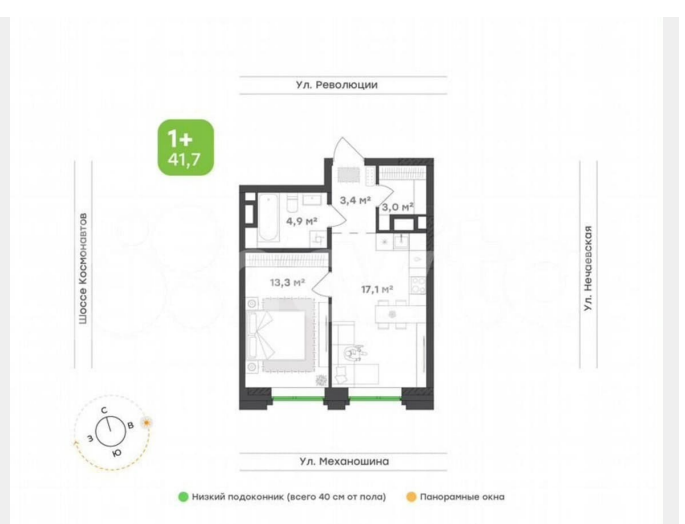 Ул. Революции
1+
41,7
3,4 м²
3,0 м²
4,9 м²
13,3 м²
17,1 м²
Шоссе Космонавтов
Ул. Нечаевская
С
В
З
Ю
Ул. Механошина
Низкий подоконник (всего 40 см от пола)
Панорамные окна